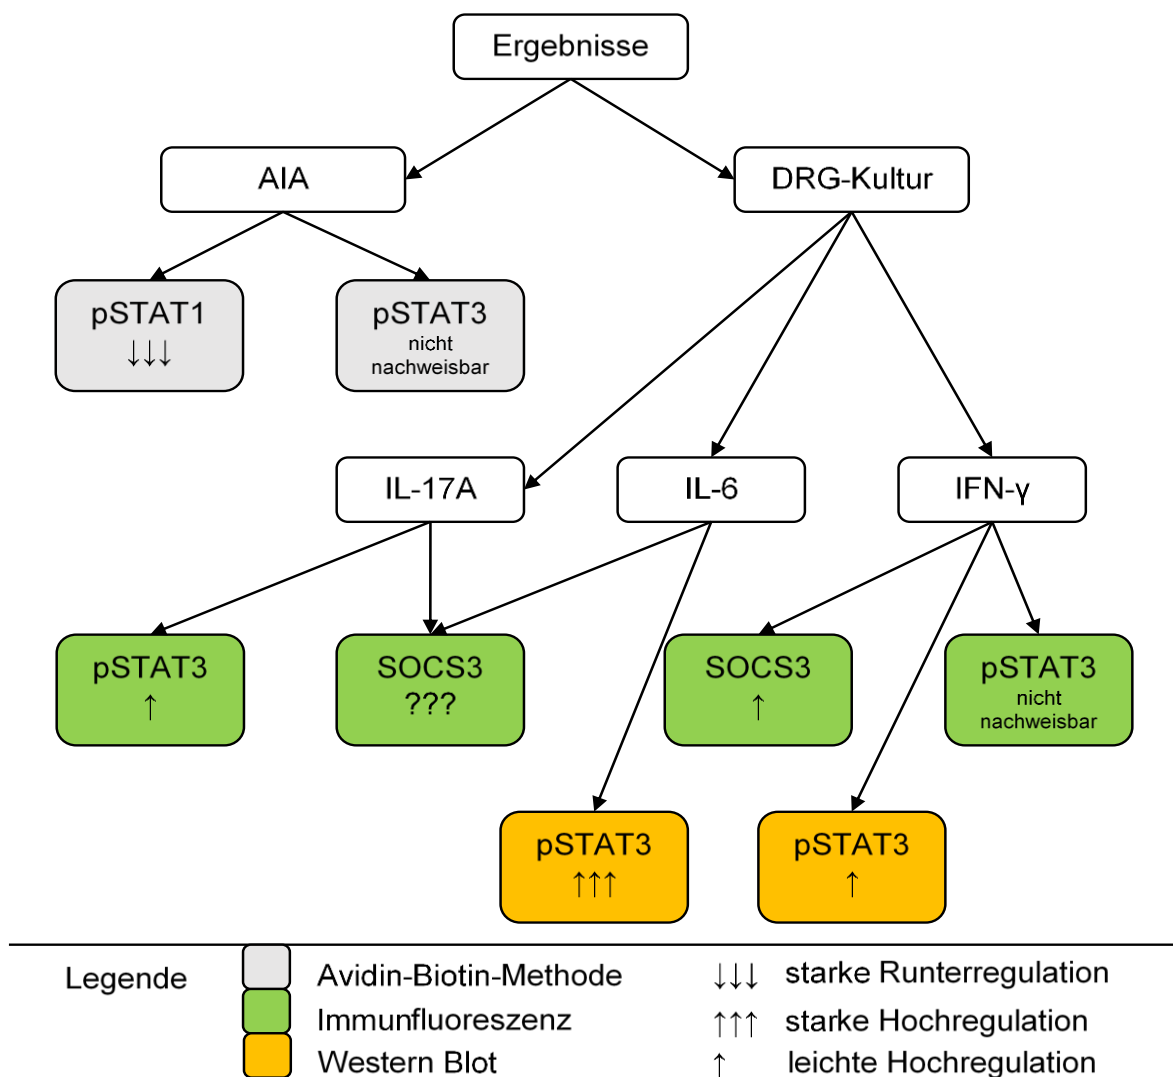 Ergebnisse
AIA
DRG-Kultur
pSTAT1
↓↓↓
pSTAT3
nicht
nachweisbar
IL-17A
IL-6
IFN-γ
pSTAT3
↑
SOCS3
???
SOCS3
↑
pSTAT3
nicht
nachweisbar
pSTAT3
↑↑↑
pSTAT3
↑
Legende
Avidin-Biotin-Methode
Immunfluoreszenz
Western Blot
↓↓↓ starke Runterregulation
↑↑↑ starke Hochregulation
↑ leichte Hochregulation